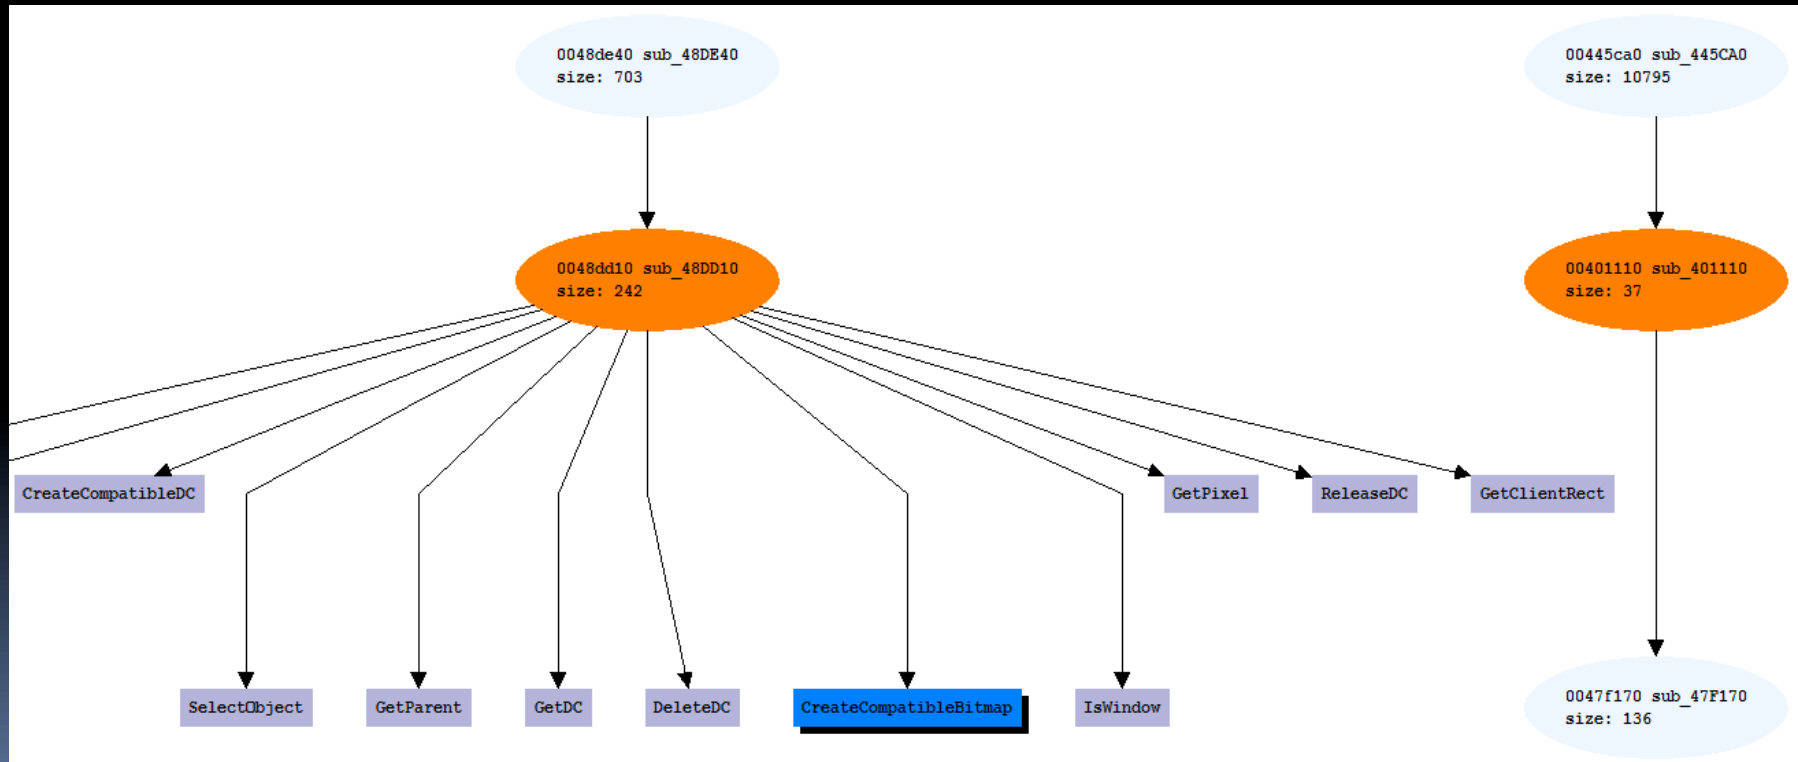 0048de40 sub_48DE40
size: 703
00445ca0 sub_445CA0
size: 10795
0048dd10 sub_48DD10
size: 242
00401110 sub_401110
size: 37
CreateCompatibleDC
GetPixel
ReleaseDC
GetClientRect
SelectObject
GetParent
GetDC
DeleteDC
CreateCompatibleBitmap
IsWindow
0047f170 sub_47F170
size: 136